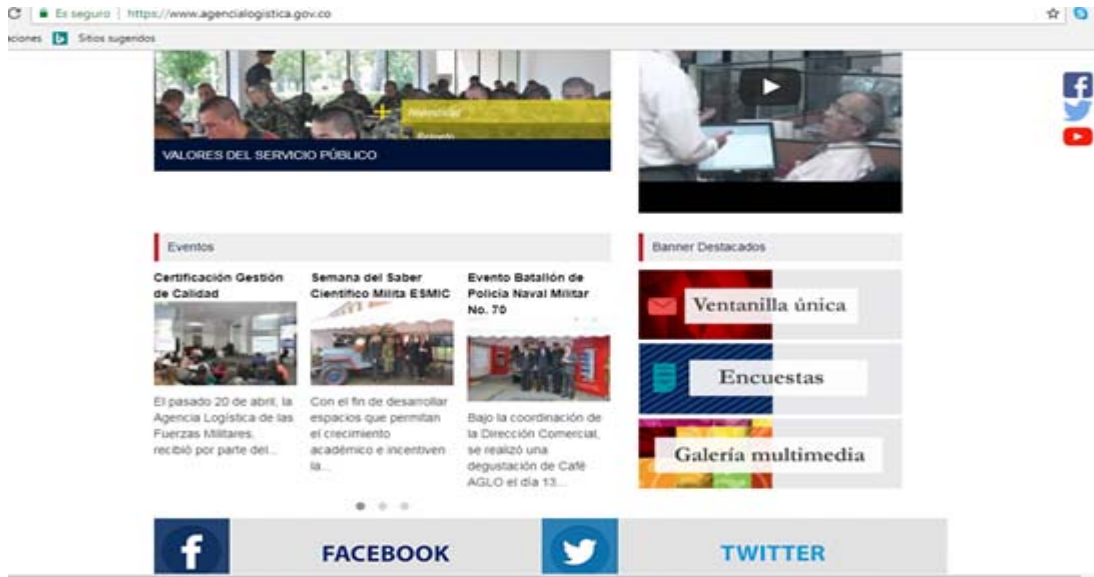 Es seguro | https://www.agencialogistica.gov.co
Sitios sugeridos
VALORES DEL SERVICIO PÚBLICO
Eventos
Certificación Gestión
de Calidad
El pasado 20 de abril, la
Agencia Logística de las
Fuerzas Militares,
recibió por parte del...
Semana del Saber
Científico Milita ESMIC
Con el fin de desarrollar
espacios que permitan
el crecimiento
académico e incentiven
la...
Evento Batallón de
Policia Naval Militar
No. 70
Bajo la coordinación de
la Dirección Comercial,
se realizó una
degustación de Café
AGLO el día 13...
Banner Destacados
Ventanilla única
Encuestas
Galería multimedia
FACEBOOK
TWITTER